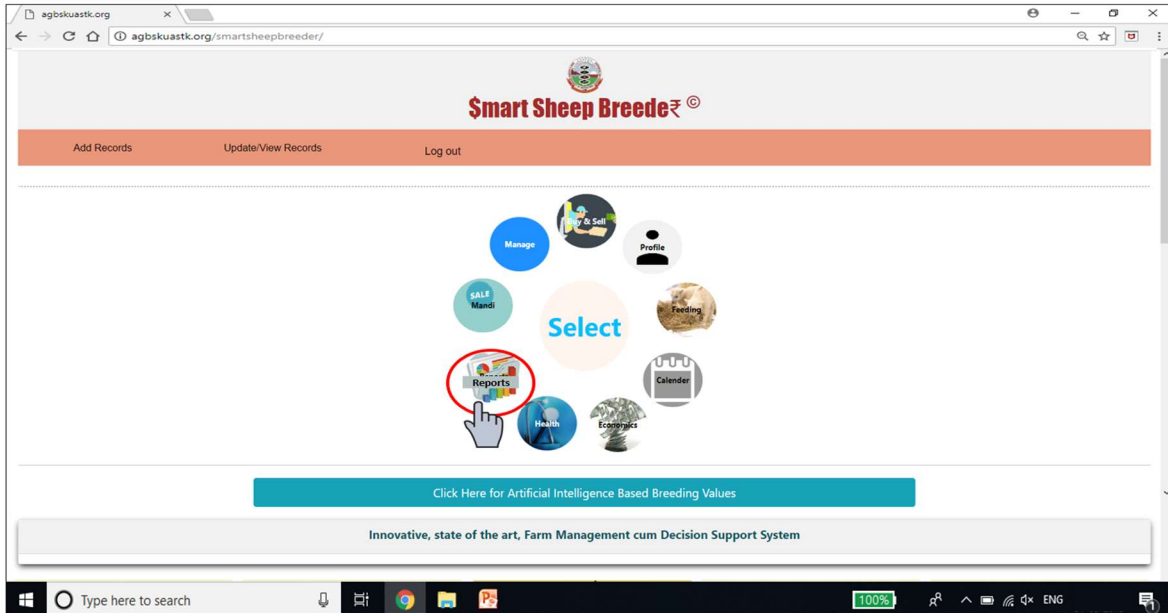 agbskuastk.org
agbskuastk.org/smartsheepbreeder/
$mart Sheep Breede₹ ©
Add Records
Update/View Records
Log out
Buy & Sell
Manage
Profile
SALE
Mandi
Feeding
Select
Reports
Reports
Calender
Health
Economics
Click Here for Artificial Intelligence Based Breeding Values
Innovative, state of the art, Farm Management cum Decision Support System
Type here to search
100%
ENG